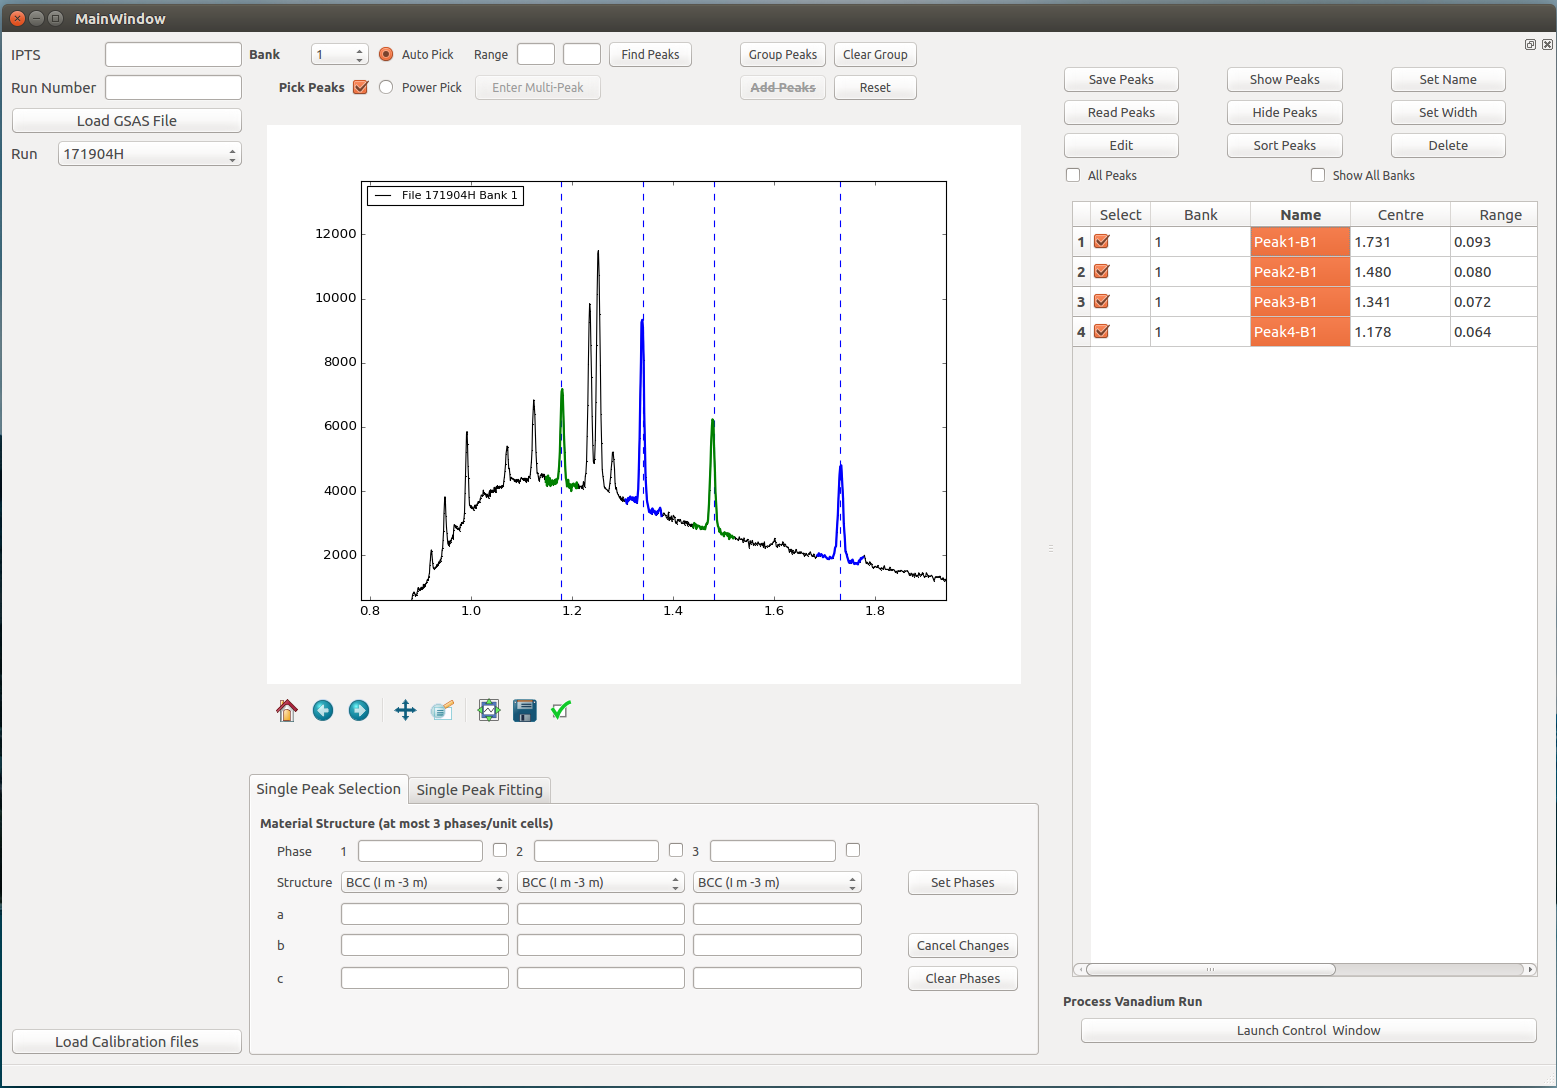 MainWindow
IPTS
Bank 1 Auto Pick Range Find Peaks Group Peaks Clear Group
Run Number Pick Peaks Power Pick Enter Multi-Peak Add Peaks Reset
Load GSAS File
Run 171904H
Save Peaks Show Peaks Set Name
Read Peaks Hide Peaks Set Width
Edit Sort Peaks Delete
All Peaks Show All Banks
File 171904H Bank 1
12000
10000
8000
6000
4000
2000
0.8 1.0 1.2 1.4 1.6 1.8
Select Bank Name Centre Range
1 1 Peak1-B1 1.731 0.093
2 1 Peak2-B1 1.480 0.080
3 1 Peak3-B1 1.341 0.072
4 1 Peak4-B1 1.178 0.064
Single Peak Selection Single Peak Fitting
Material Structure (at most 3 phases/unit cells)
Phase 1 2 3
Structure BCC (I m -3 m) BCC (I m -3 m) BCC (I m -3 m) Set Phases
a
b Cancel Changes
c Clear Phases
Process Vanadium Run
Launch Control Window
Load Calibration files